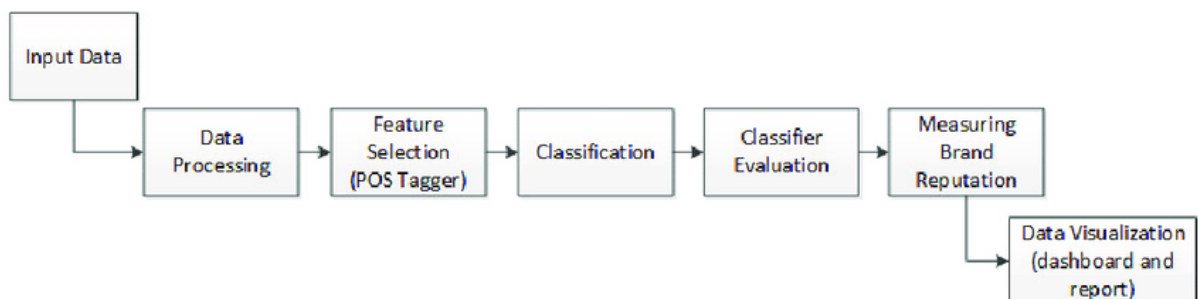 Input Data
Data
Processing
Feature
Selection
(POS Tagger)
Classification
Classifier
Evaluation
Measuring
Brand
Reputation
Data Visualization
(dashboard and
report)